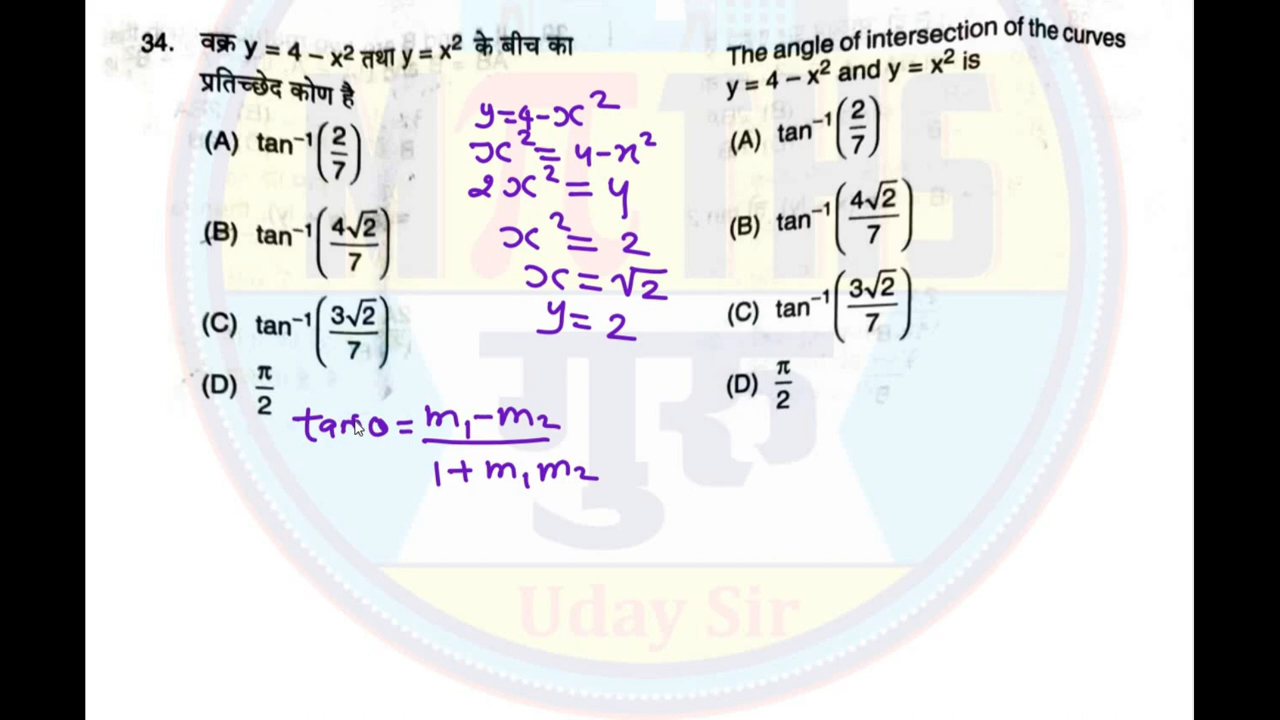 34. वक्र y = 4 – x² तथा y = x² के बीच का
प्रतिच्छेद कोण है
(A) tan⁻¹(2/7)
(B) tan⁻¹(4√2/7)
(C) tan⁻¹(3√2/7)
(D) π/2
y=4-x²
x²=4-x²
2x²=4
x²=2
x=√2
y=2
tanθ = m₁-m₂/1+m₁m₂
The angle of intersection of the curves
y = 4 – x² and y = x² is
(A) tan⁻¹(2/7)
(B) tan⁻¹(4√2/7)
(C) tan⁻¹(3√2/7)
(D) π/2
MπTHS
गुरु
Uday Sir